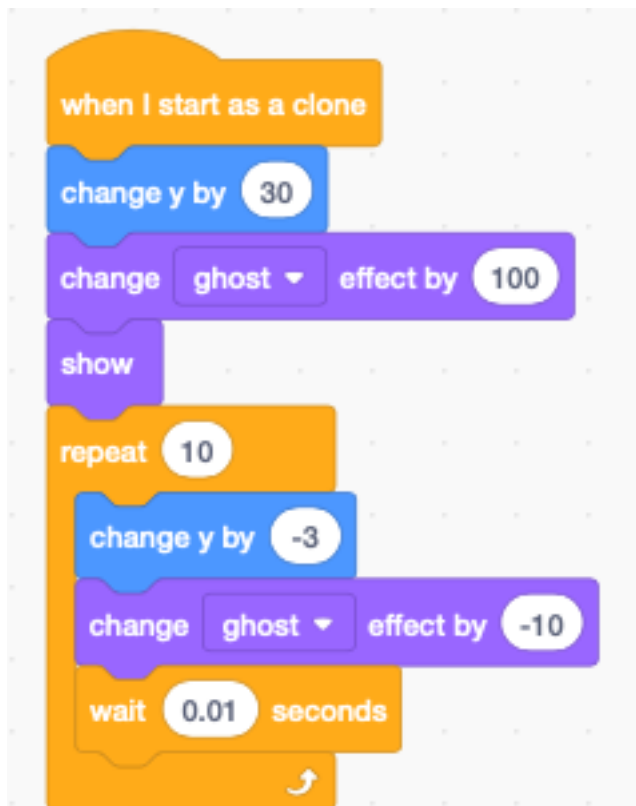 when I start as a clone
change y by 30
change ghost effect by 100
show
repeat 10
change y by -3
change ghost effect by -10
wait 0.01 seconds